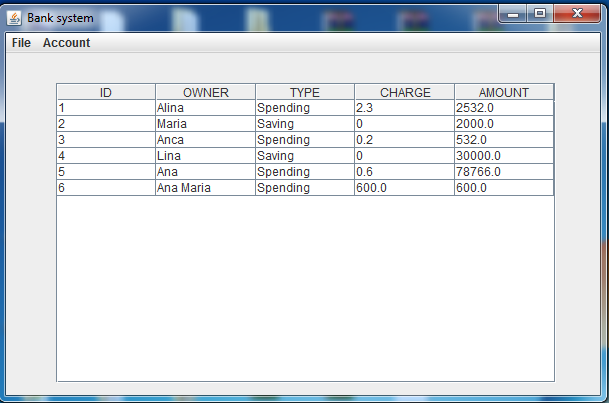 Bank system
File Account
ID OWNER TYPE CHARGE AMOUNT
1 Alina Spending 2.3 2532.0
2 Maria Saving 0 2000.0
3 Anca Spending 0.2 532.0
4 Lina Saving 0 30000.0
5 Ana Spending 0.6 78766.0
6 Ana Maria Spending 600.0 600.0